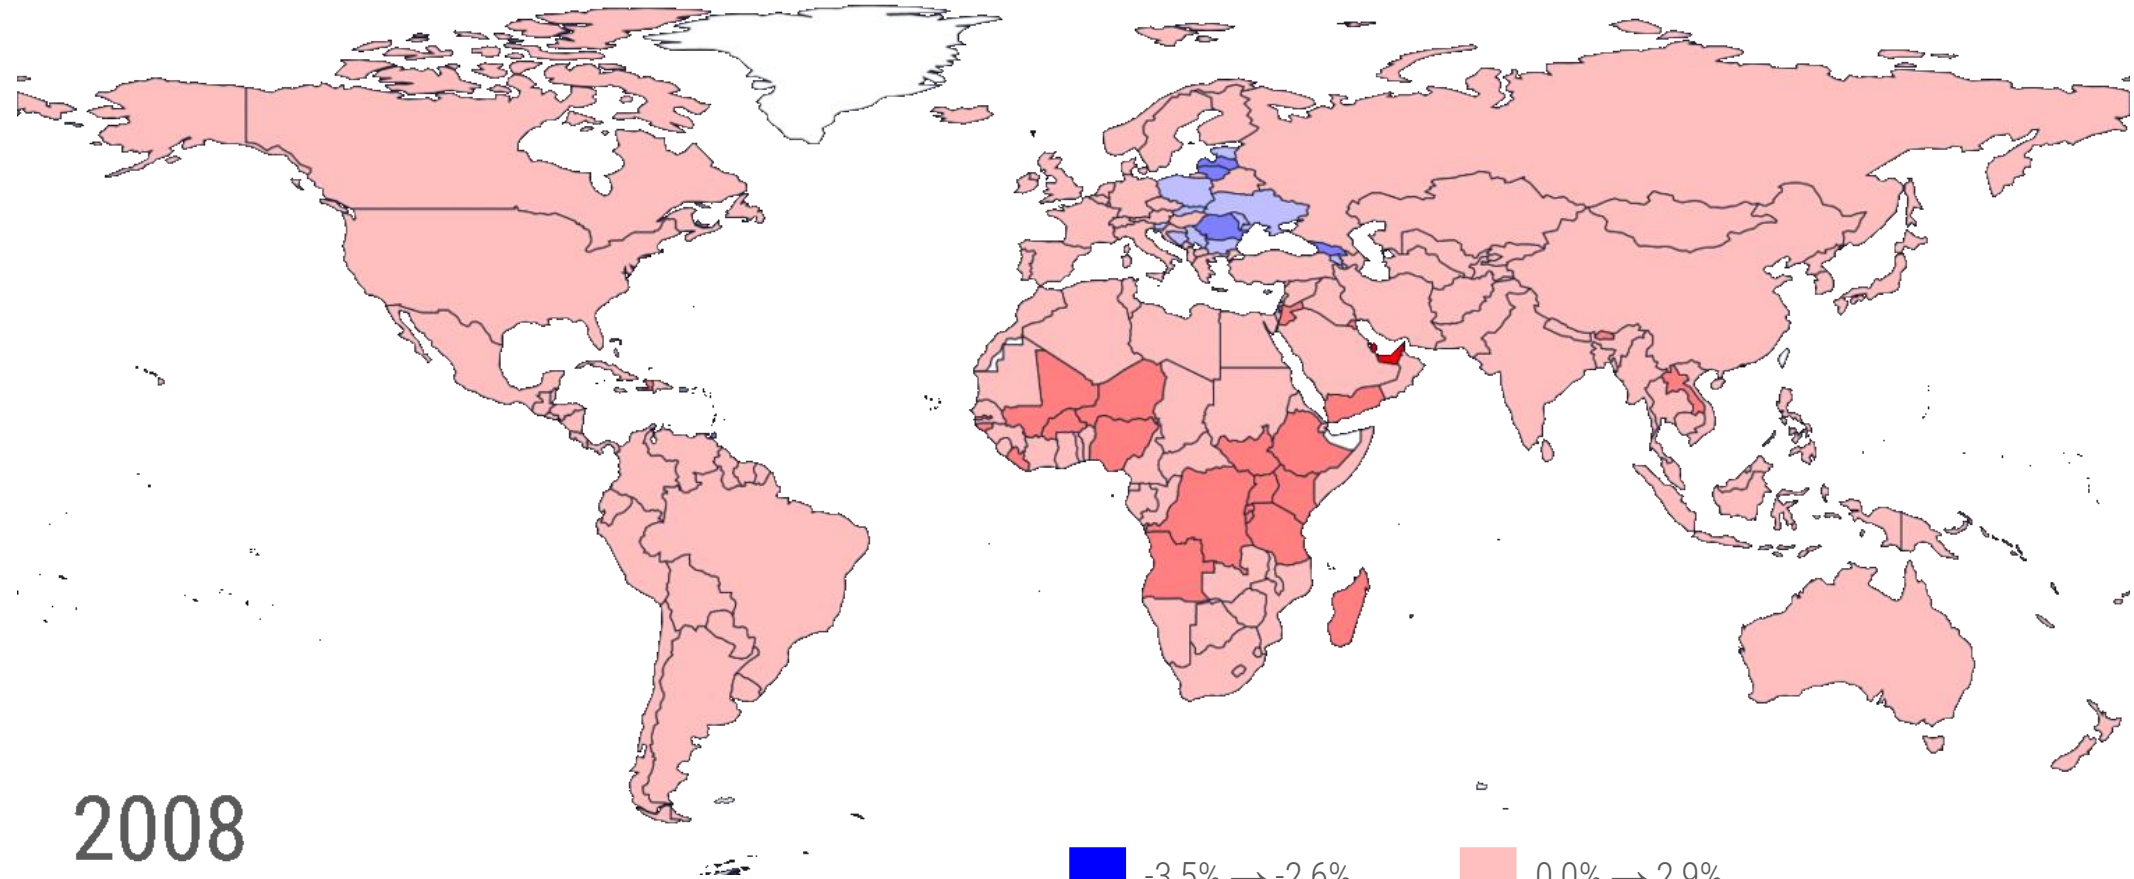 2008
-3.5% → -2.6%
0.0% → 2.9%